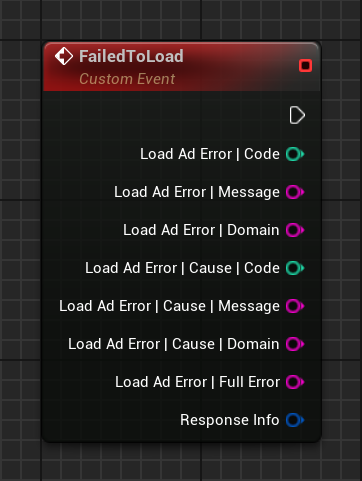 FailedToLoad
Custom Event
Load Ad Error | Code
Load Ad Error | Message
Load Ad Error | Domain
Load Ad Error | Cause | Code
Load Ad Error | Cause | Message
Load Ad Error | Cause | Domain
Load Ad Error | Full Error
Response Info